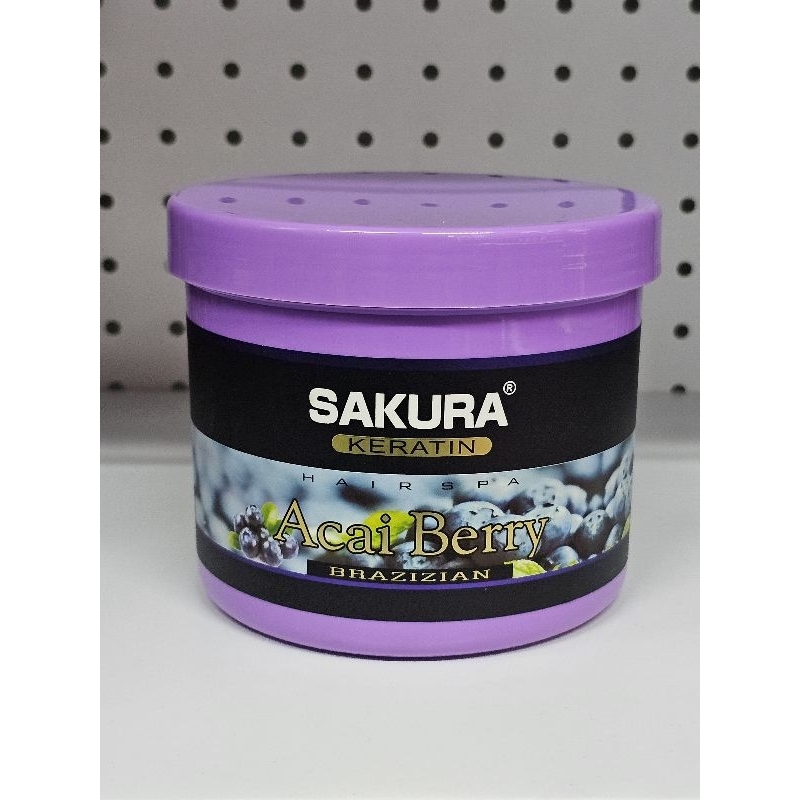 SAKURA®
KERATIN
HAIR SPA
Acai Berry
BRAZIZIAN